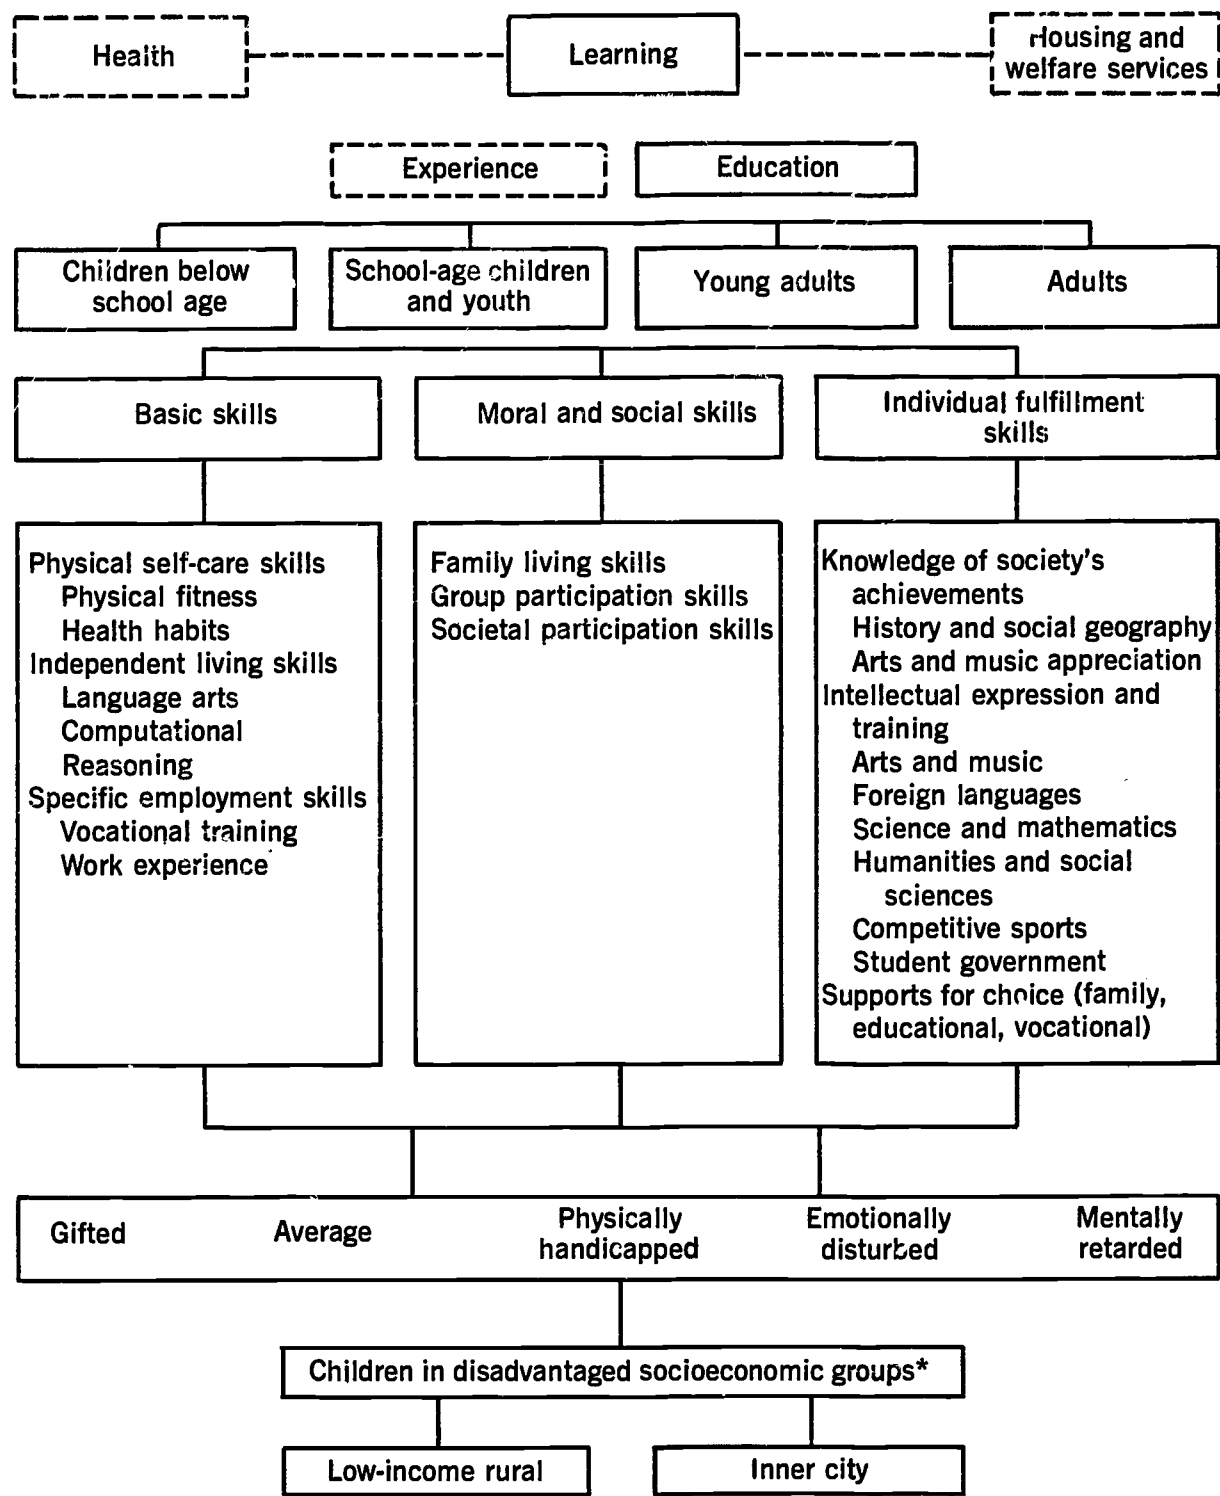 Health
Learning
Housing and
welfare services
Experience
Education
Children below
school age
School-age children
and youth
Young adults
Adults
Basic skills
Moral and social skills
Individual fulfillment
skills
Physical self-care skills
Physical fitness
Health habits
Independent living skills
Language arts
Computational
Reasoning
Specific employment skills
Vocational training
Work experience
Family living skills
Group participation skills
Societal participation skills
Knowledge of society's
achievements
History and social geography
Arts and music appreciation
Intellectual expression and
training
Arts and music
Foreign languages
Science and mathematics
Humanities and social
sciences
Competitive sports
Student government
Supports for choice (family,
educational, vocational)
Gifted
Average
Physically
handicapped
Emotionally
disturbed
Mentally
retarded
Children in disadvantaged socioeconomic groups*
Low-income rural
Inner city